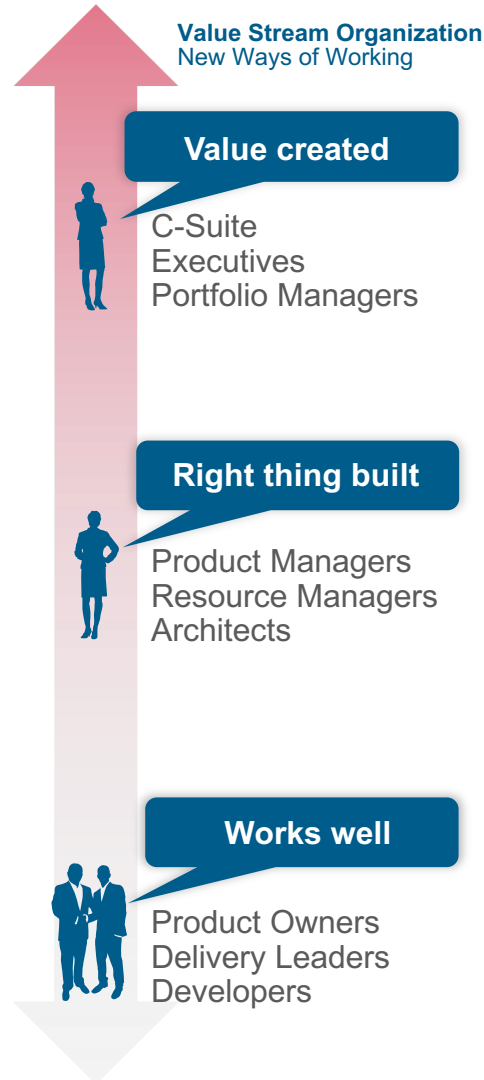 Value Stream Organization
New Ways of Working
Value created
C-Suite
Executives
Portfolio Managers
Right thing built
Product Managers
Resource Managers
Architects
Works well
Product Owners
Delivery Leaders
Developers